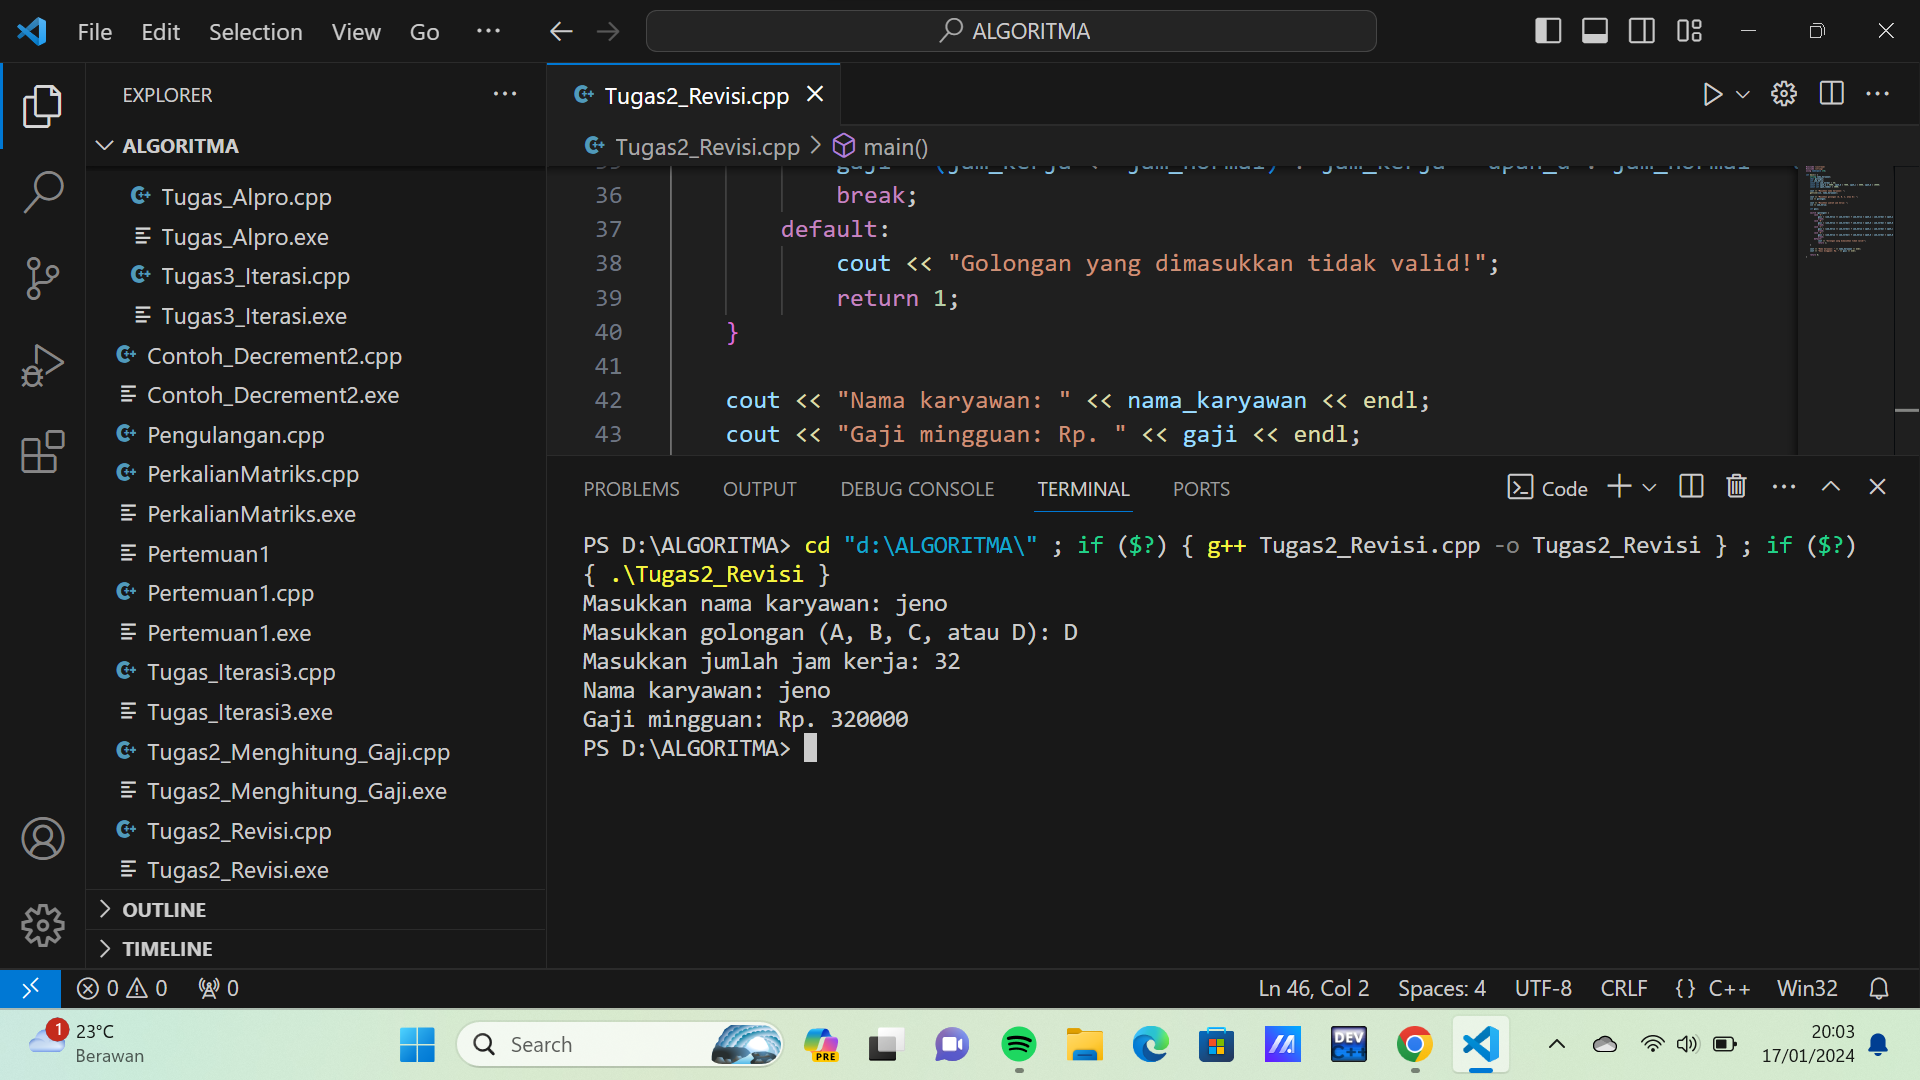 File Edit Selection View Go ···
ALGORITMA
EXPLORER
ALGORITMA
Tugas_Alpro.cpp
Tugas_Alpro.exe
Tugas3_Iterasi.cpp
Tugas3_Iterasi.exe
Contoh_Decrement2.cpp
Contoh_Decrement2.exe
Pengulangan.cpp
PerkalianMatriks.cpp
PerkalianMatriks.exe
Pertemuan1
Pertemuan1.cpp
Pertemuan1.exe
Tugas_Iterasi3.cpp
Tugas_Iterasi3.exe
Tugas2_Menghitung_Gaji.cpp
Tugas2_Menghitung_Gaji.exe
Tugas2_Revisi.cpp
Tugas2_Revisi.exe
OUTLINE
TIMELINE
Tugas2_Revisi.cpp
Tugas2_Revisi.cpp > main()
36 break;
37 default:
38 cout << "Golongan yang dimasukkan tidak valid!";
39 return 1;
40 }
41
42 cout << "Nama karyawan: " << nama_karyawan << endl;
43 cout << "Gaji mingguan: Rp. " << gaji << endl;
PROBLEMS OUTPUT DEBUG CONSOLE TERMINAL PORTS
Code
PS D:\ALGORITMA> cd "d:\ALGORITMA\" ; if ($?) { g++ Tugas2_Revisi.cpp -o Tugas2_Revisi } ; if ($?)
{ .\Tugas2_Revisi }
Masukkan nama karyawan: jeno
Masukkan golongan (A, B, C, atau D): D
Masukkan jumlah jam kerja: 32
Nama karyawan: jeno
Gaji mingguan: Rp. 320000
PS D:\ALGORITMA>
0 0 0
Ln 46, Col 2 Spaces: 4 UTF-8 CRLF {} C++ Win32
1
23°C
Berawan
Search
PRE
DEV
C++
20:03
17/01/2024